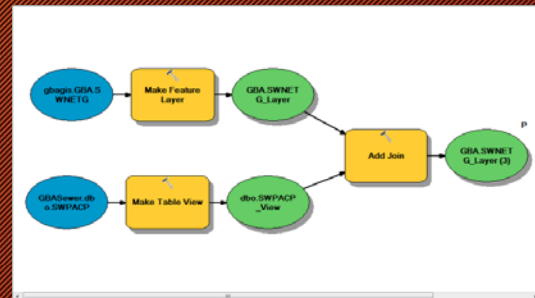 gbagis.GBA.S
WNETG
Make Feature
Layer
GBA.SWNET
G_Layer
P
Add Join
GBA.SWNET
G_Layer (3)
GBASewer.db
o.SWPACP
Make Table View
dbo.SWPACP
_View